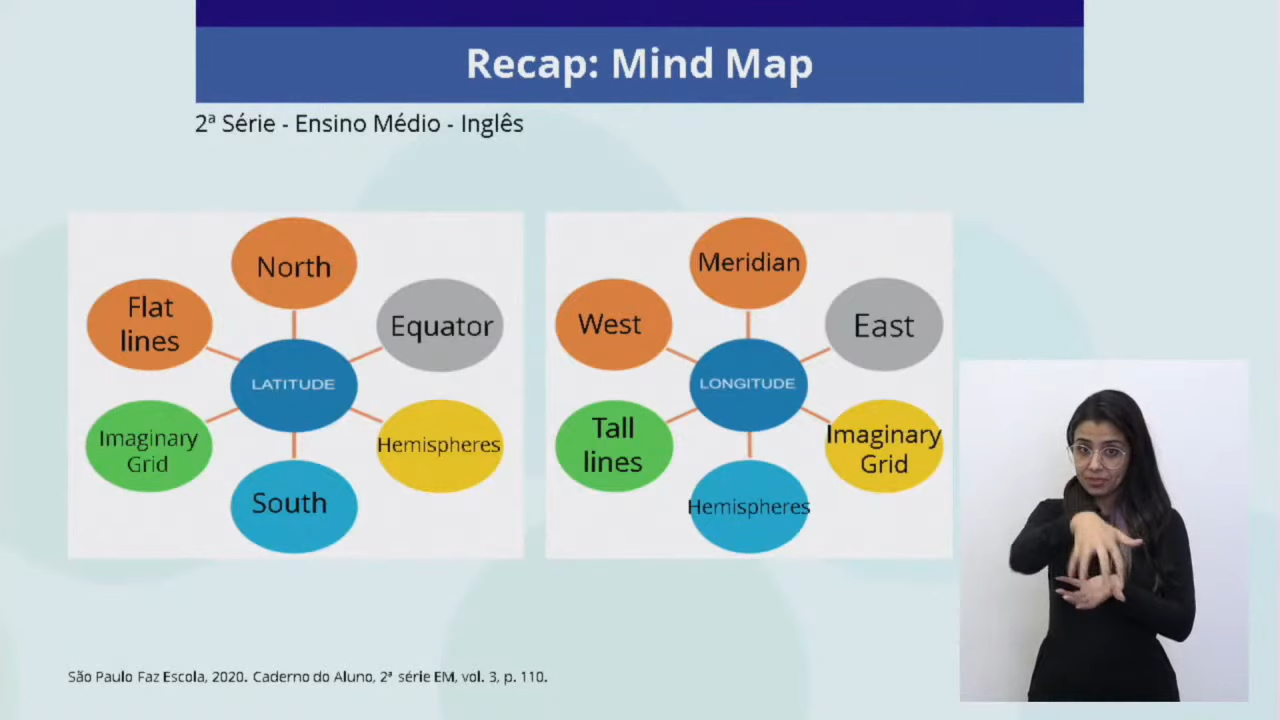 Recap: Mind Map
2ª Série - Ensino Médio - Inglês
North
Flat
lines
Equator
LATITUDE
Imaginary
Grid
Hemispheres
South
Meridian
West
East
LONGITUDE
Tall
lines
Imaginary
Grid
Hemispheres
São Paulo Faz Escola, 2020. Caderno do Aluno, 2ª série EM, vol. 3, p. 110.